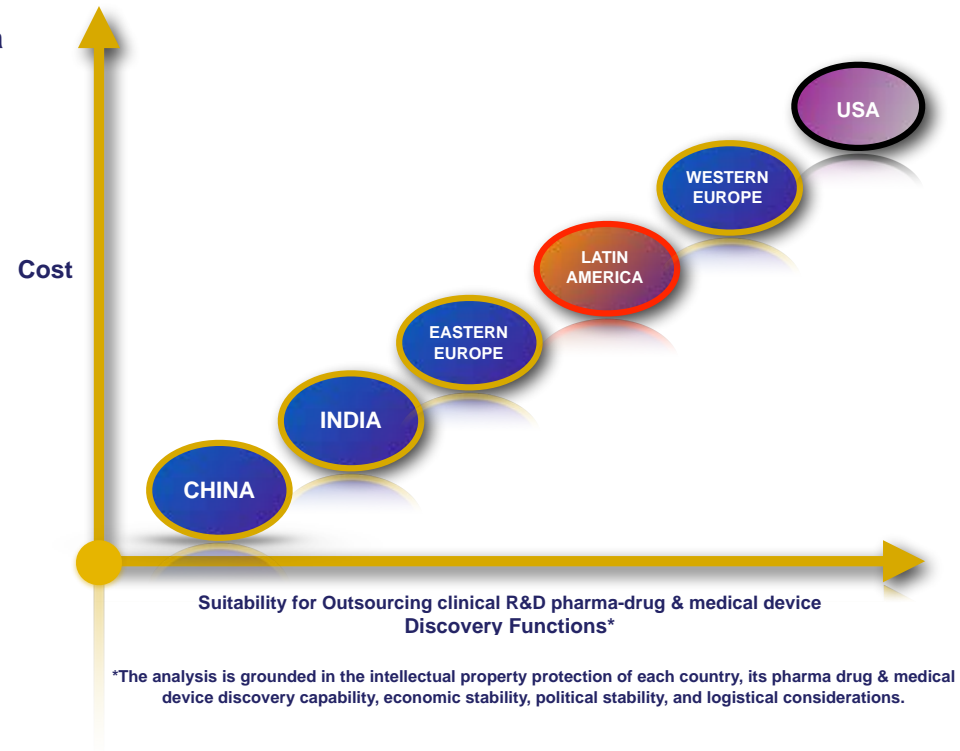 USA
WESTERN
EUROPE
LATIN
AMERICA
Cost
EASTERN
EUROPE
INDIA
CHINA
Suitability for Outsourcing clinical R&D pharma-drug & medical device
Discovery Functions*
*The analysis is grounded in the intellectual property protection of each country, its pharma drug & medical
device discovery capability, economic stability, political stability, and logistical considerations.